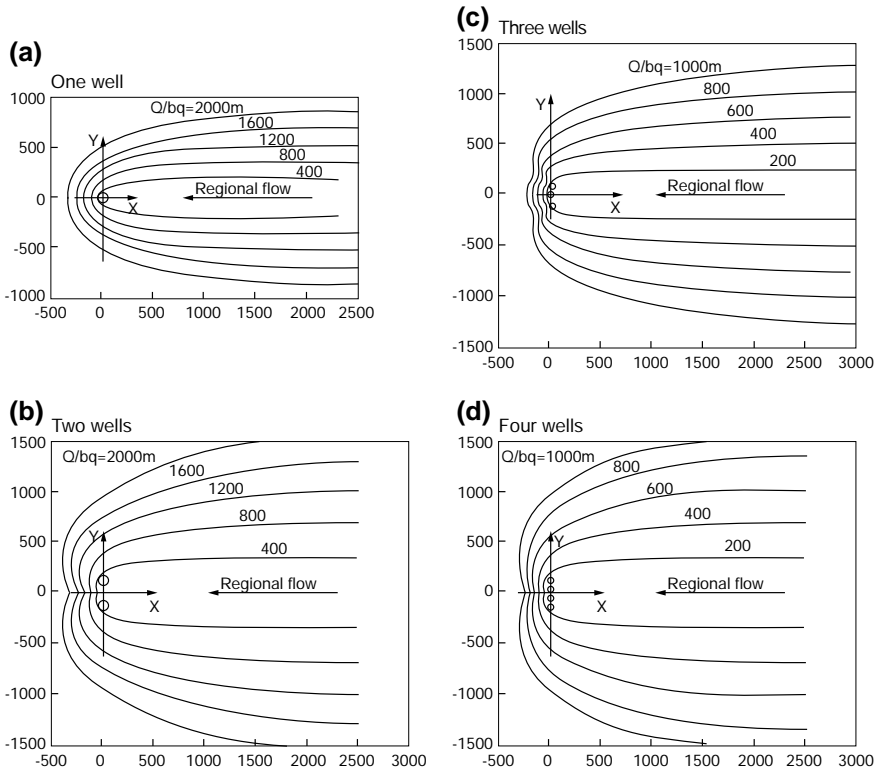 (a)
One well
1000
500
0
-500
-1000
-500 0 500 1000 1500 2000 2500
Q/bq=2000m
1600
1200
800
400
Y
X
Regional flow
(b)
Two wells
1500
1000
500
0
-500
-1000
-1500
-500 0 500 1000 1500 2000 2500 3000
Q/bq=2000m
1600
1200
800
400
Y
X
Regional flow
(c)
Three wells
1500
1000
500
0
-500
-1000
-1500
-500 0 500 1000 1500 2000 2500 3000
Q/bq=1000m
800
600
400
200
Y
X
Regional flow
(d)
Four wells
1500
1000
500
0
-500
-1000
-1500
-500 0 500 1000 1500 2000 2500 3000
Q/bq=1000m
800
600
400
200
Y
X
Regional flow